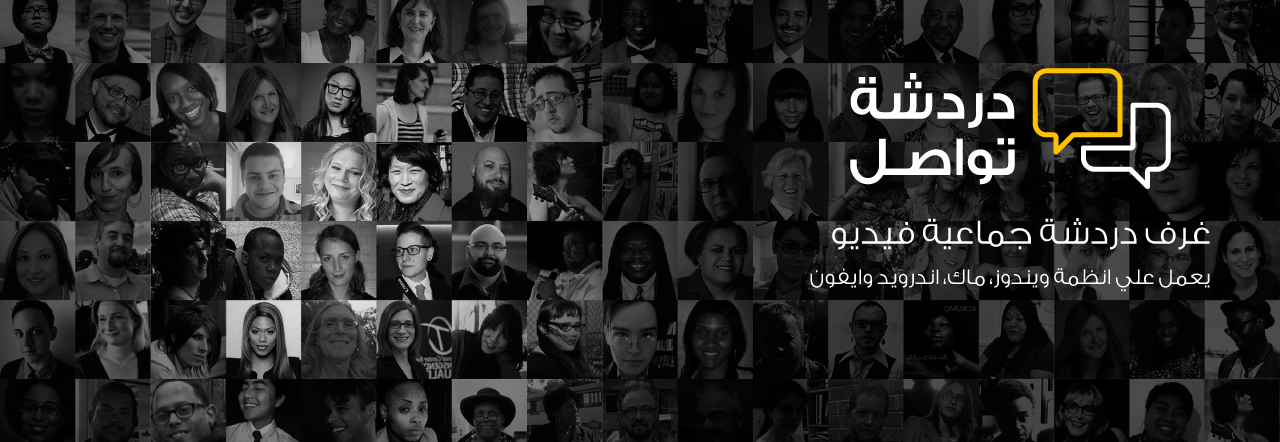 دردشة
تواصل
غرف دردشة جماعية فيديو
يعمل علي انظمة ويندوز، ماك، اندرويد وايفون